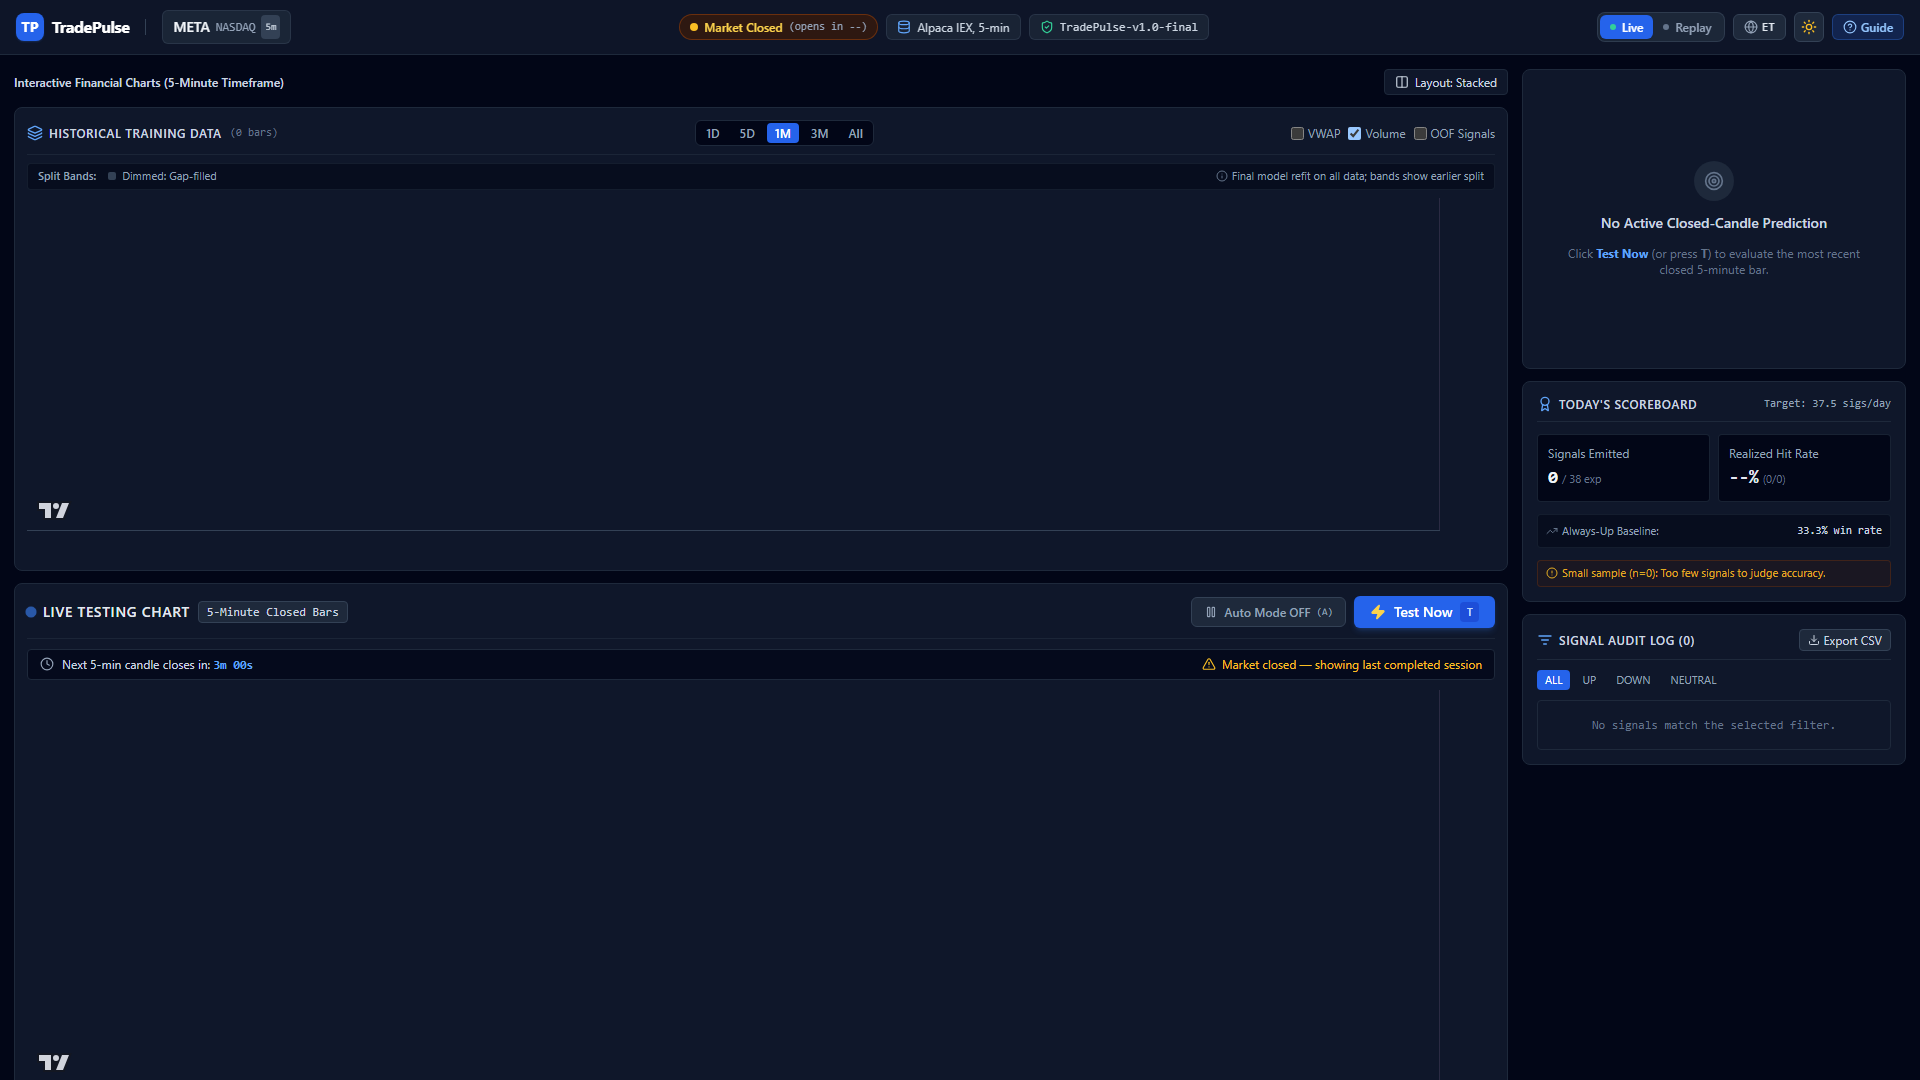 TP TradePulse META NASDAQ 5m Market Closed (opens in --) Alpaca IEX, 5-min TradePulse-v1.0-final Live Replay ET Guide
Interactive Financial Charts (5-Minute Timeframe) Layout: Stacked
HISTORICAL TRAINING DATA (0 bars) 1D 5D 1M 3M All VWAP Volume OOF Signals
Split Bands: Dimmed: Gap-filled Final model refit on all data; bands show earlier split
LIVE TESTING CHART 5-Minute Closed Bars Auto Mode OFF (A) Test Now T
Next 5-min candle closes in: 3m 00s Market closed — showing last completed session
No Active Closed-Candle Prediction
Click Test Now (or press T) to evaluate the most recent
closed 5-minute bar.
TODAY'S SCOREBOARD Target: 37.5 sigs/day
Signals Emitted Realized Hit Rate
0 / 38 exp --% (0/0)
Always-Up Baseline: 33.3% win rate
Small sample (n=0): Too few signals to judge accuracy.
SIGNAL AUDIT LOG (0) Export CSV
ALL UP DOWN NEUTRAL
No signals match the selected filter.